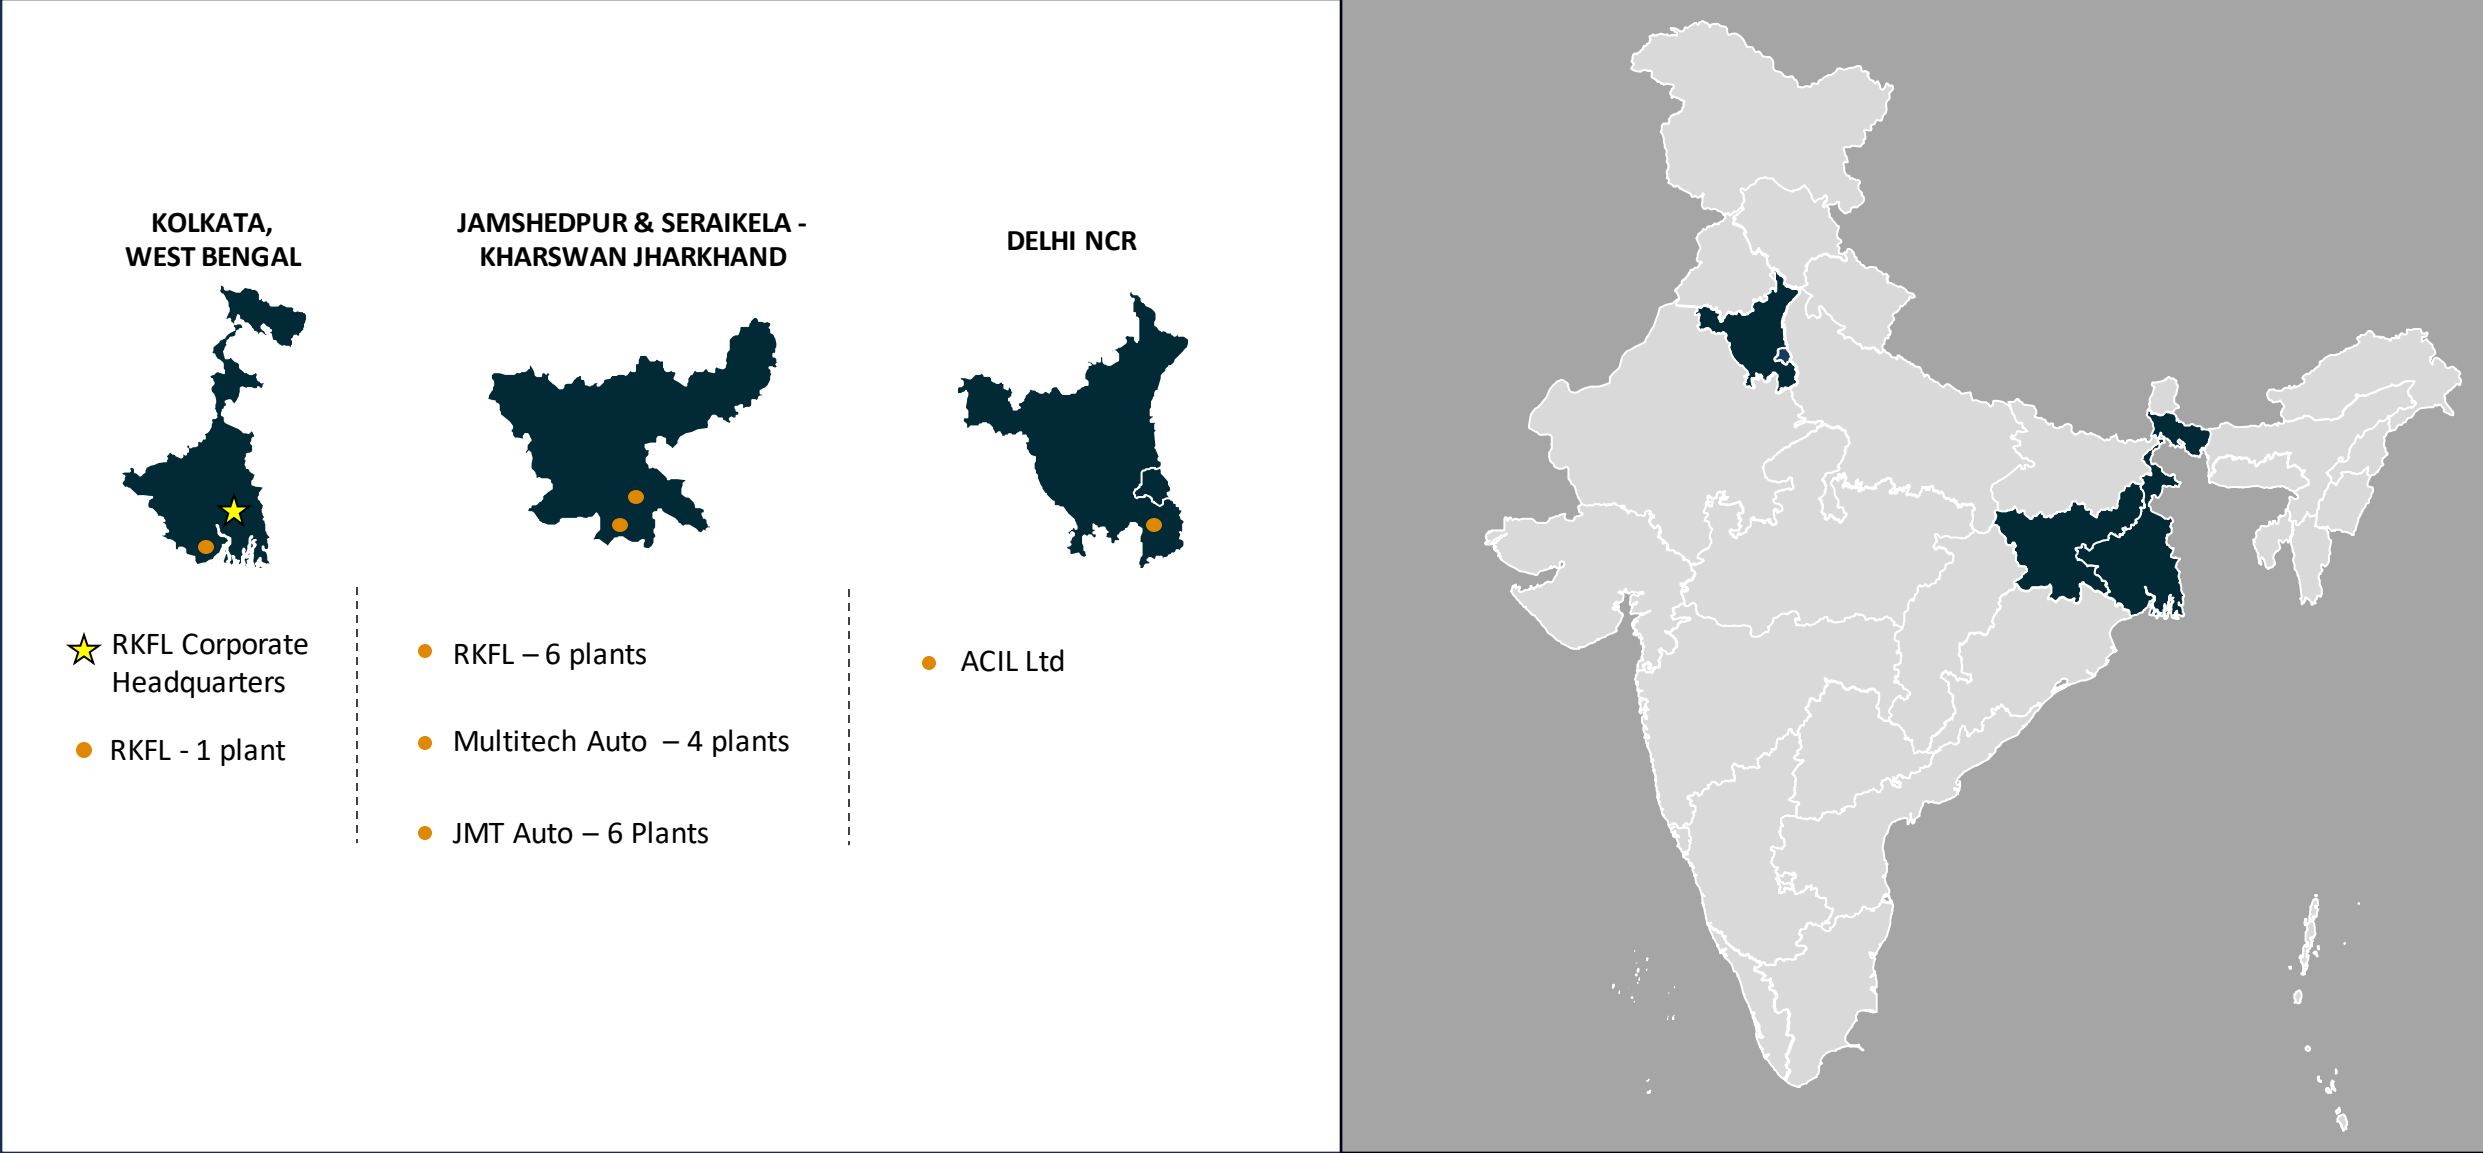 KOLKATA,
WEST BENGAL
RKFL Corporate
Headquarters
RKFL - 1 plant
JAMSHEDPUR & SERAIKELA -
KHARSWAN JHARKHAND
RKFL – 6 plants
Multitech Auto – 4 plants
JMT Auto – 6 Plants
DELHI NCR
ACIL Ltd